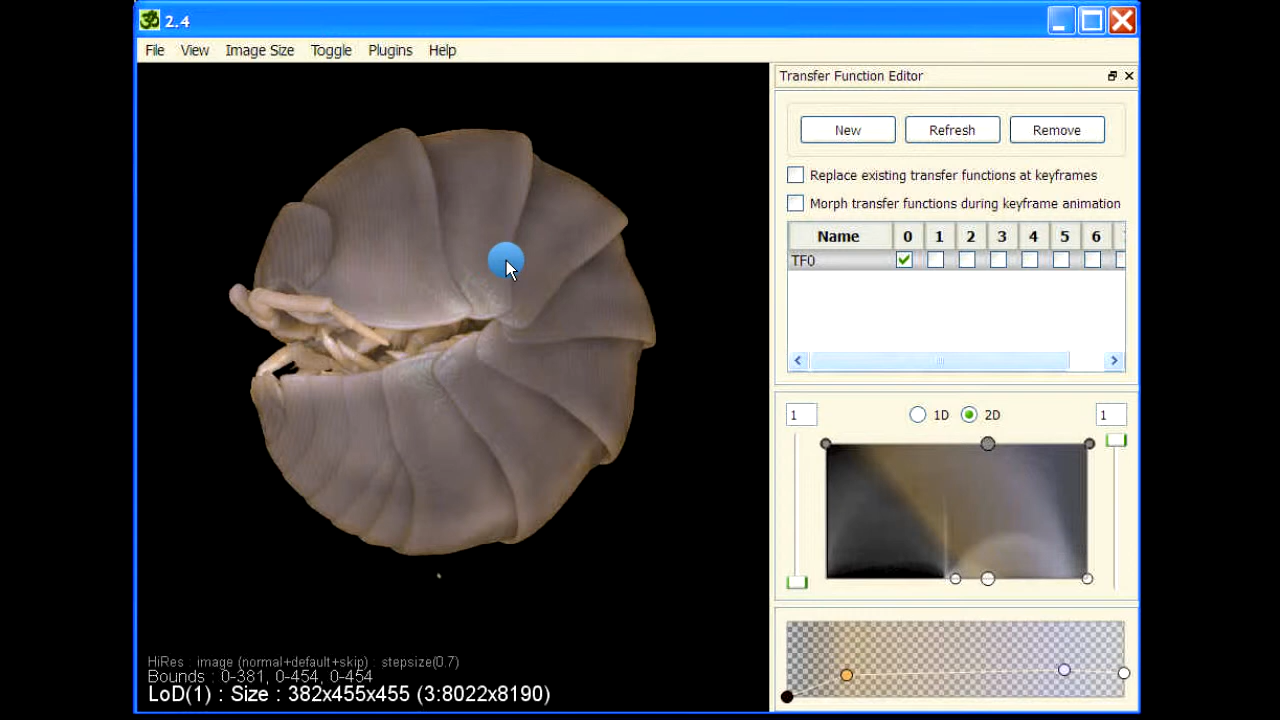 2.4
File View Image Size Toggle Plugins Help
Transfer Function Editor
New Refresh Remove
Replace existing transfer functions at keyframes
Morph transfer functions during keyframe animation
Name 0 1 2 3 4 5 6
TF0
1 1D 2D 1
HiRes : image (normal+default+skip) : stepsize(0.7)
Bounds : 0-381, 0-454, 0-454
LoD(1) : Size : 382x455x455 (3:8022x8190)